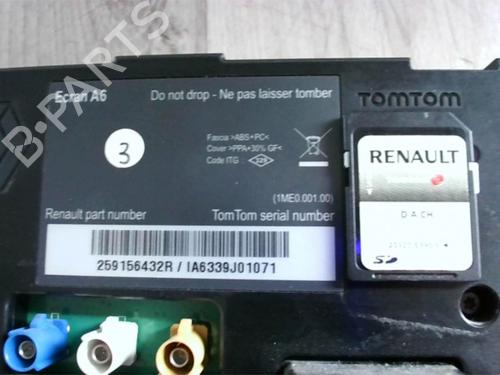 Ecran A6
Do not drop - Ne pas laisser tomber
TOMTOM
3
Fascia >ABS+PC<
Cover >PPA+30% GF<
Code ITG :
(1ME0.001.00)
Renault part number
TomTom serial number
259156432R / IA6339J01071
RENAULT
D-A-CH
SD
B-PARTS